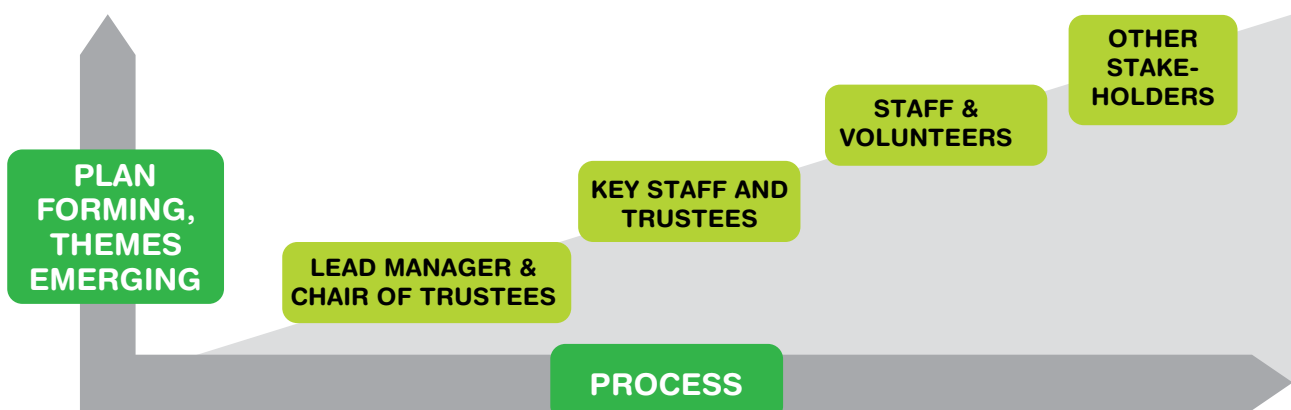 OTHER
STAKE-
HOLDERS
STAFF &
VOLUNTEERS
PLAN
FORMING,
THEMES
EMERGING
KEY STAFF AND
TRUSTEES
LEAD MANAGER &
CHAIR OF TRUSTEES
PROCESS